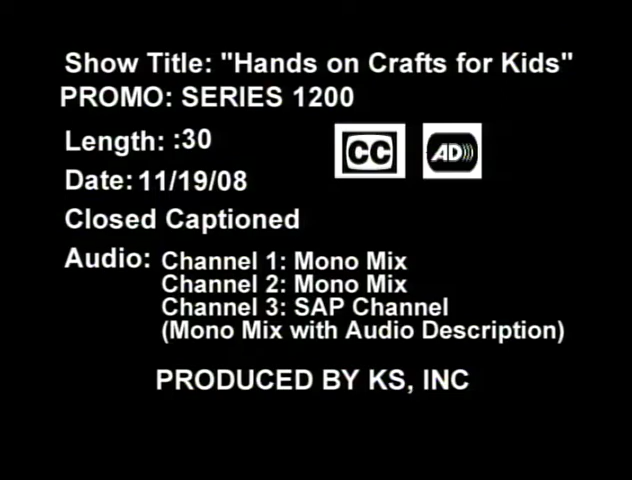 Show Title: "Hands on Crafts for Kids"
PROMO: SERIES 1200
Length: :30
CC AD
Date: 11/19/08
Closed Captioned
Audio: Channel 1: Mono Mix
Channel 2: Mono Mix
Channel 3: SAP Channel
(Mono Mix with Audio Description)
PRODUCED BY KS, INC